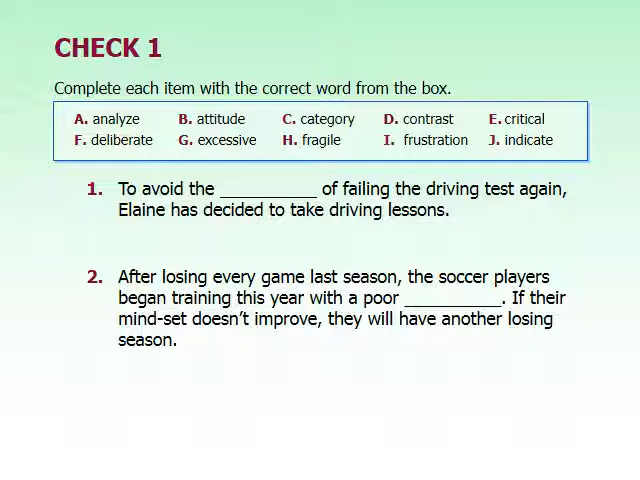 CHECK 1
Complete each item with the correct word from the box.
A. analyze B. attitude C. category D. contrast E. critical
F. deliberate G. excessive H. fragile I. frustration J. indicate
1. To avoid the __________ of failing the driving test again,
Elaine has decided to take driving lessons.
2. After losing every game last season, the soccer players
began training this year with a poor __________. If their
mind-set doesn’t improve, they will have another losing
season.